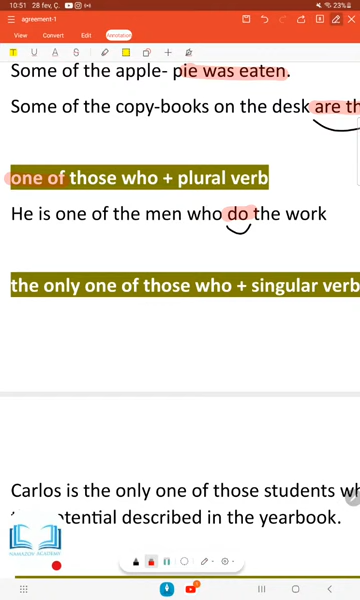 10:51 28 fev, Ç.
23%
agreement-1
View Convert Edit Annotation
T U A S
Some of the apple- pie was eaten.
Some of the copy-books on the desk are th
one of those who + plural verb
He is one of the men who do the work
the only one of those who + singular verb
Carlos is the only one of those students wh
potential described in the yearbook.
NAMAZOV ACADEMY